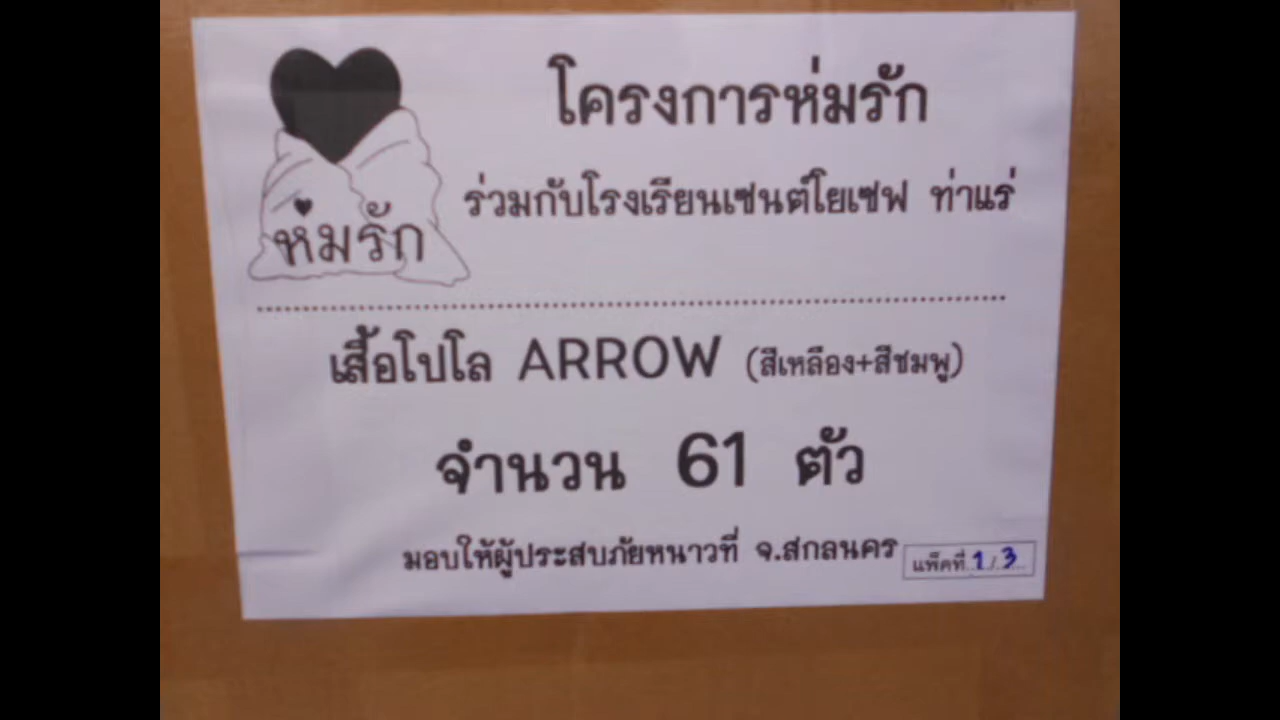 โครงการห่มรัก
ร่วมกับโรงเรียนเซนต์โยเซฟ ท่าแร่
ห่มรัก
เสื้อโปโล ARROW (สีเหลือง+สีชมพู)
จำนวน 61 ตัว
มอบให้ผู้ประสบภัยหนาวที่ จ.สกลนคร
แพ็คที่ 1/3